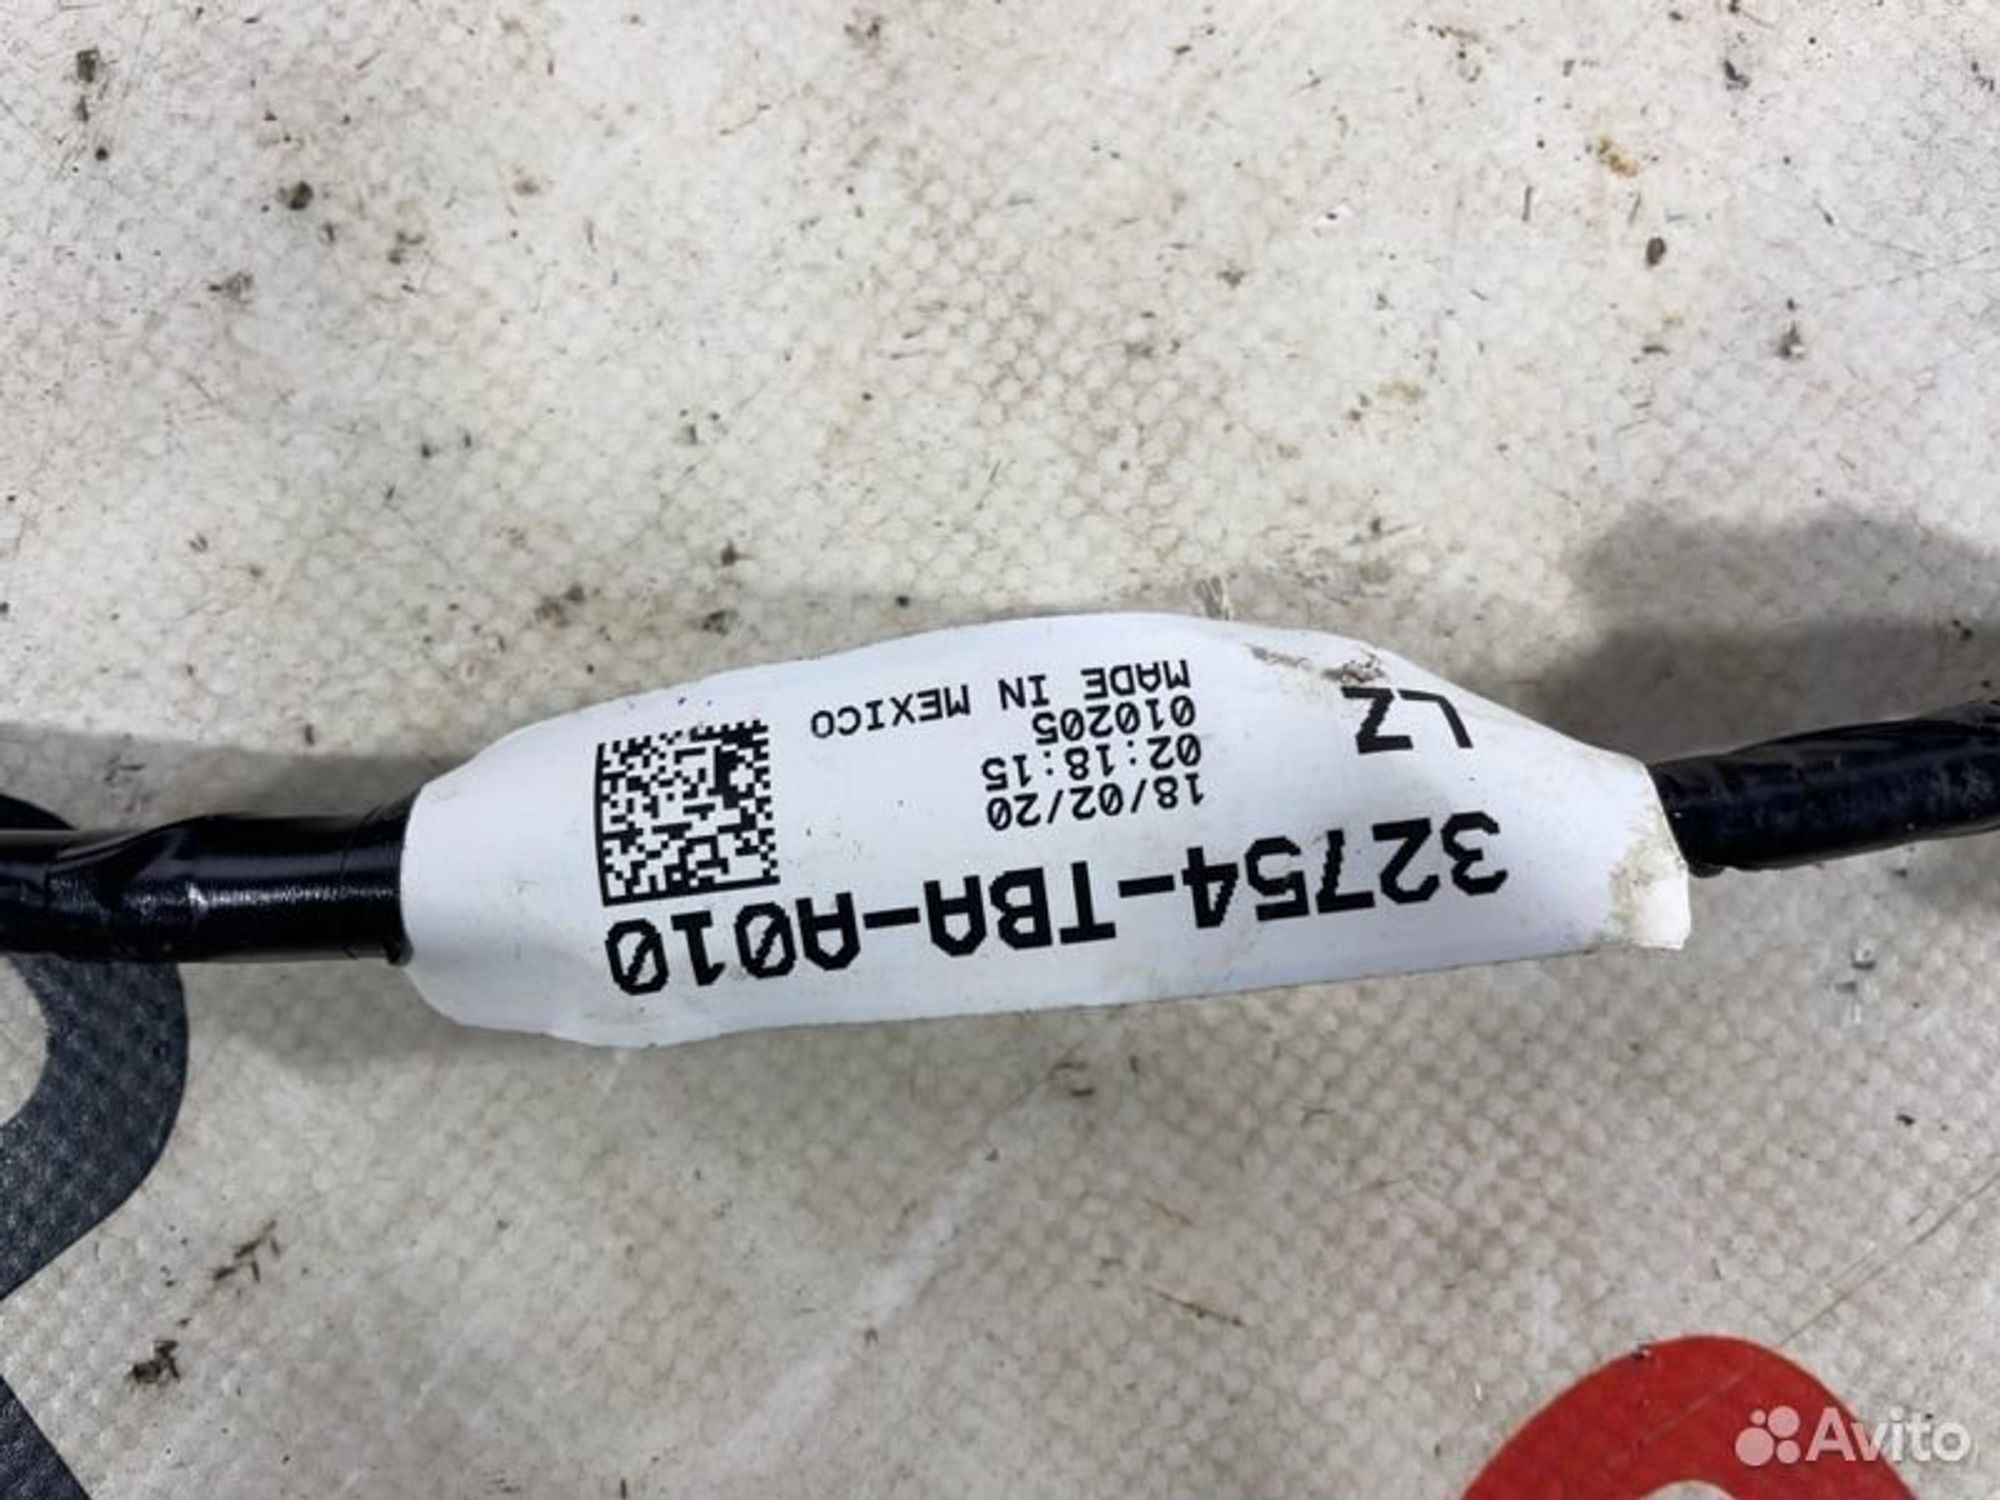 32754-TBA-A010
LZ
18/02/20
02:18:15
010205
MADE IN MEXICO
Avito